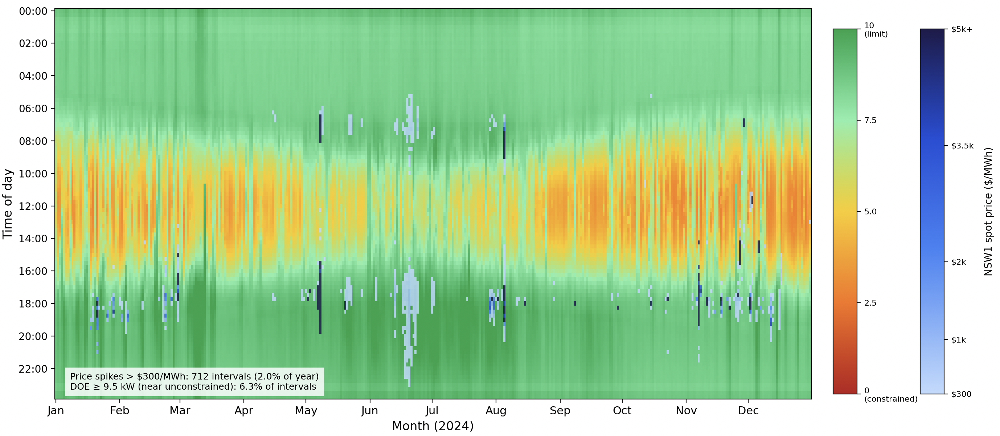 00:00
02:00
04:00
06:00
08:00
10:00
12:00
14:00
16:00
18:00
20:00
22:00
Time of day
Price spikes > $300/MWh: 712 intervals (2.0% of year)
DOE ≥ 9.5 kW (near unconstrained): 6.3% of intervals
Jan Feb Mar Apr May Jun Jul Aug Sep Oct Nov Dec
Month (2024)
10
(limit)
7.5
5.0
2.5
0
(constrained)
$5k+
$3.5k
$2k
$1k
$300
NSW1 spot price ($/MWh)